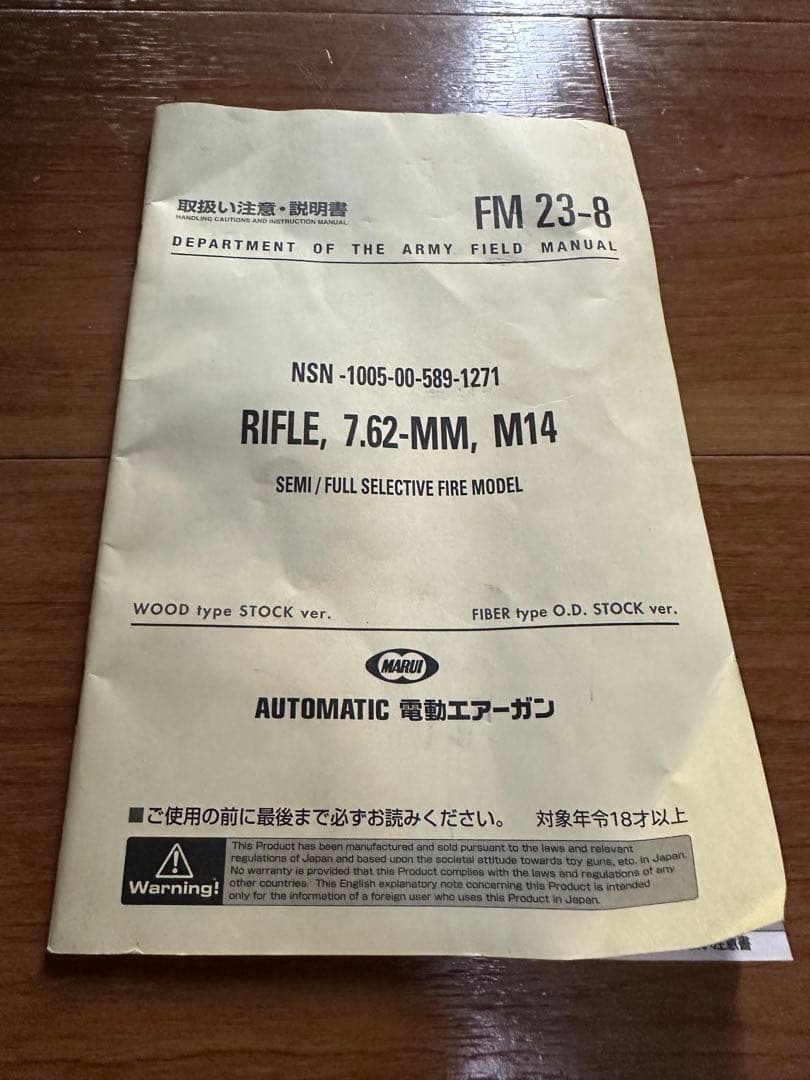 取扱い注意・説明書
HANDLING CAUTIONS AND INSTRUCTION MANUAL
FM 23-8
DEPARTMENT OF THE ARMY FIELD MANUAL
NSN -1005-00-589-1271
RIFLE, 7.62-MM, M14
SEMI / FULL SELECTIVE FIRE MODEL
WOOD type STOCK ver.
FIBER type O.D. STOCK ver.
MARUI
AUTOMATIC 電動エアーガン
■ご使用の前に最後まで必ずお読みください。 対象年令18才以上
Warning!
This Product has been manufactured and sold pursuant to the laws and relevant
regulations of Japan and based upon the societal attitude towards toy guns, etc. in Japan.
No warranty is provided that this Product complies with the laws and regulations of any
other countries. This English explanatory note concerning this Product is intended
only for the information of a foreign user who uses this Product in Japan.
い注意書